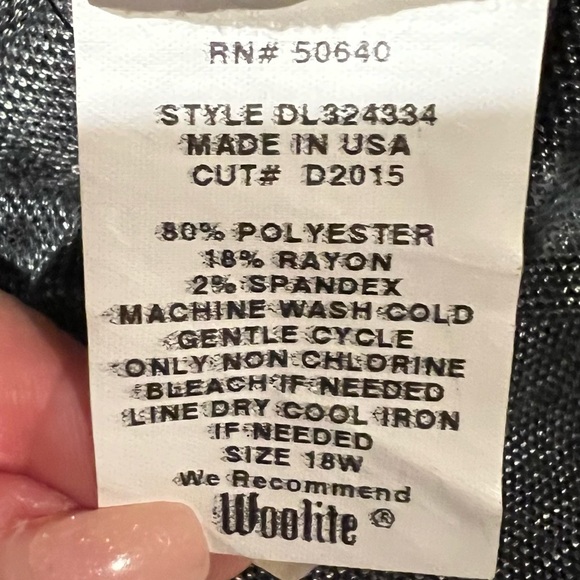 RN# 50640
STYLE DL324334
MADE IN USA
CUT# D2015
80% POLYESTER
18% RAYON
2% SPANDEX
MACHINE WASH COLD
GENTLE CYCLE
ONLY NON CHLORINE
BLEACH IF NEEDED
LINE DRY COOL IRON
IF NEEDED
SIZE 18W
We Recommend
Woolite ®